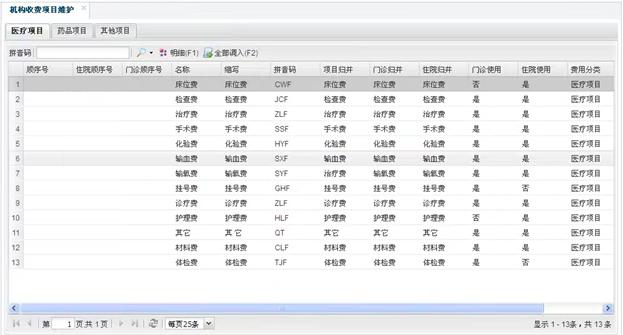 机构收费项目维护
医疗项目 药品项目 其他项目
拼音码 明细(F1) 全部调入(F2)
顺序号 住院顺序号 门诊顺序号 名称 缩写 拼音码 项目归并 门诊归并 住院归并 门诊使用 住院使用 费用分类
1 床位费 床位费 CWF 床位费 床位费 床位费 否 是 医疗项目
2 检查费 检查费 JCF 检查费 检查费 检查费 是 是 医疗项目
3 治疗费 治疗费 ZLF 治疗费 治疗费 治疗费 是 是 医疗项目
4 手术费 手术费 SSF 手术费 手术费 手术费 是 是 医疗项目
5 化验费 化验费 HYF 化验费 化验费 化验费 是 是 医疗项目
6 输血费 输血费 SXF 输血费 输血费 输血费 是 是 医疗项目
7 输氧费 输氧费 SYF 治疗费 输氧费 输氧费 是 是 医疗项目
8 挂号费 挂号费 GHF 挂号费 挂号费 挂号费 是 否 医疗项目
9 诊疗费 诊疗费 ZLF 诊疗费 诊疗费 诊疗费 是 是 医疗项目
10 护理费 护理费 HLF 护理费 护理费 护理费 否 是 医疗项目
11 其它 其它 QT 其它 其它 其它 是 是 医疗项目
12 材料费 材料费 CLF 材料费 材料费 材料费 是 是 医疗项目
13 体检费 体检费 TJF 体检费 体检费 体检费 是 否 医疗项目
第 1 页,共 1 页 每页25条 显示 1 - 13条，共 13 条